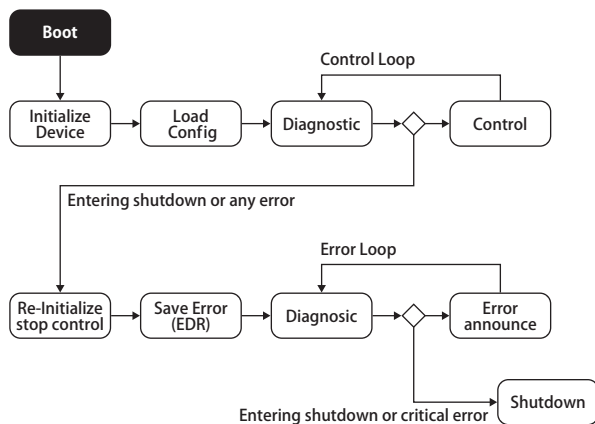 Boot
Control Loop
Initialize
Device
Load
Config
Diagnostic
Control
Entering shutdown or any error
Error Loop
Re-Initialize
stop control
Save Error
(EDR)
Diagnosic
Error
announce
Shutdown
Entering shutdown or critical error